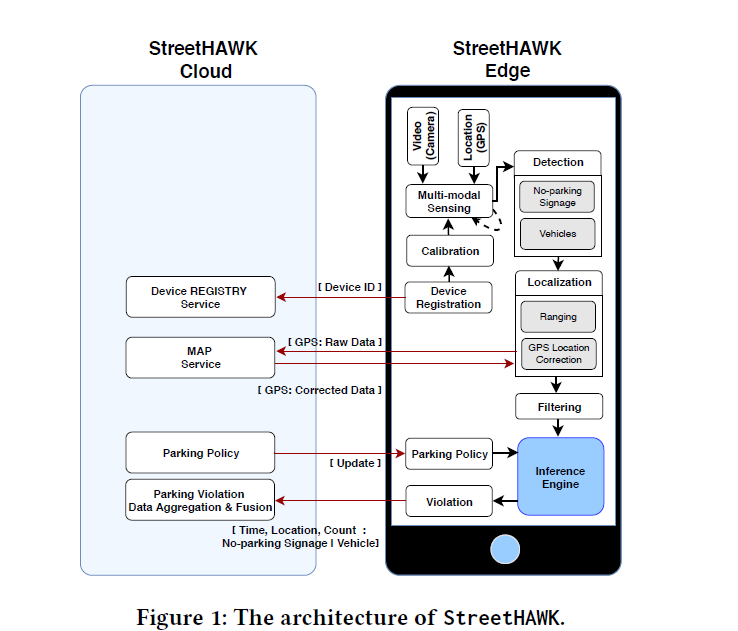 StreetHAWK
Cloud
StreetHAWK
Edge
Video
(Camera)
Location
(GPS)
Multi-modal
Sensing
Detection
No-parking
Signage
Vehicles
Calibration
Device REGISTRY
Service
[ Device ID ]
Device
Registration
Localization
Ranging
GPS Location
Correction
MAP
Service
[ GPS: Raw Data ]
[ GPS: Corrected Data ]
Filtering
Parking Policy
[ Update ]
Parking Policy
Inference
Engine
Parking Violation
Data Aggregation & Fusion
Violation
[ Time, Location, Count :
No-parking Signage | Vehicle]
Figure 1: The architecture of StreetHAWK.